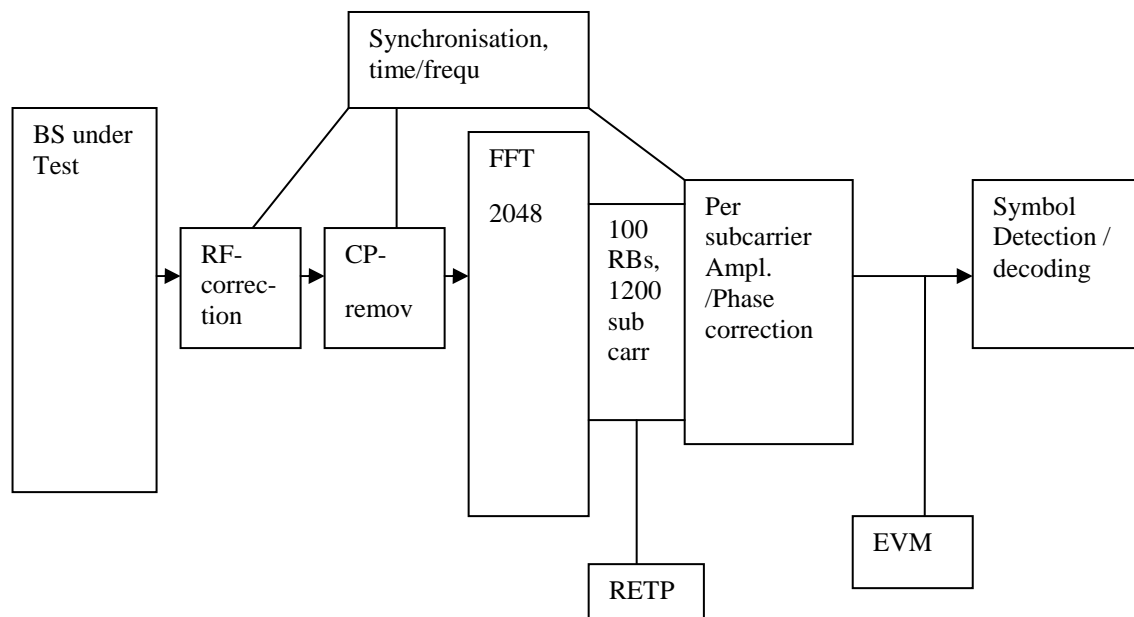 Synchronisation,
time/frequ
BS under
Test
FFT
2048
RF-
correc-
tion
CP-
remov
100
RBs,
1200
sub
carr
Per
subcarrier
Ampl.
/Phase
correction
Symbol
Detection /
decoding
EVM
RETP